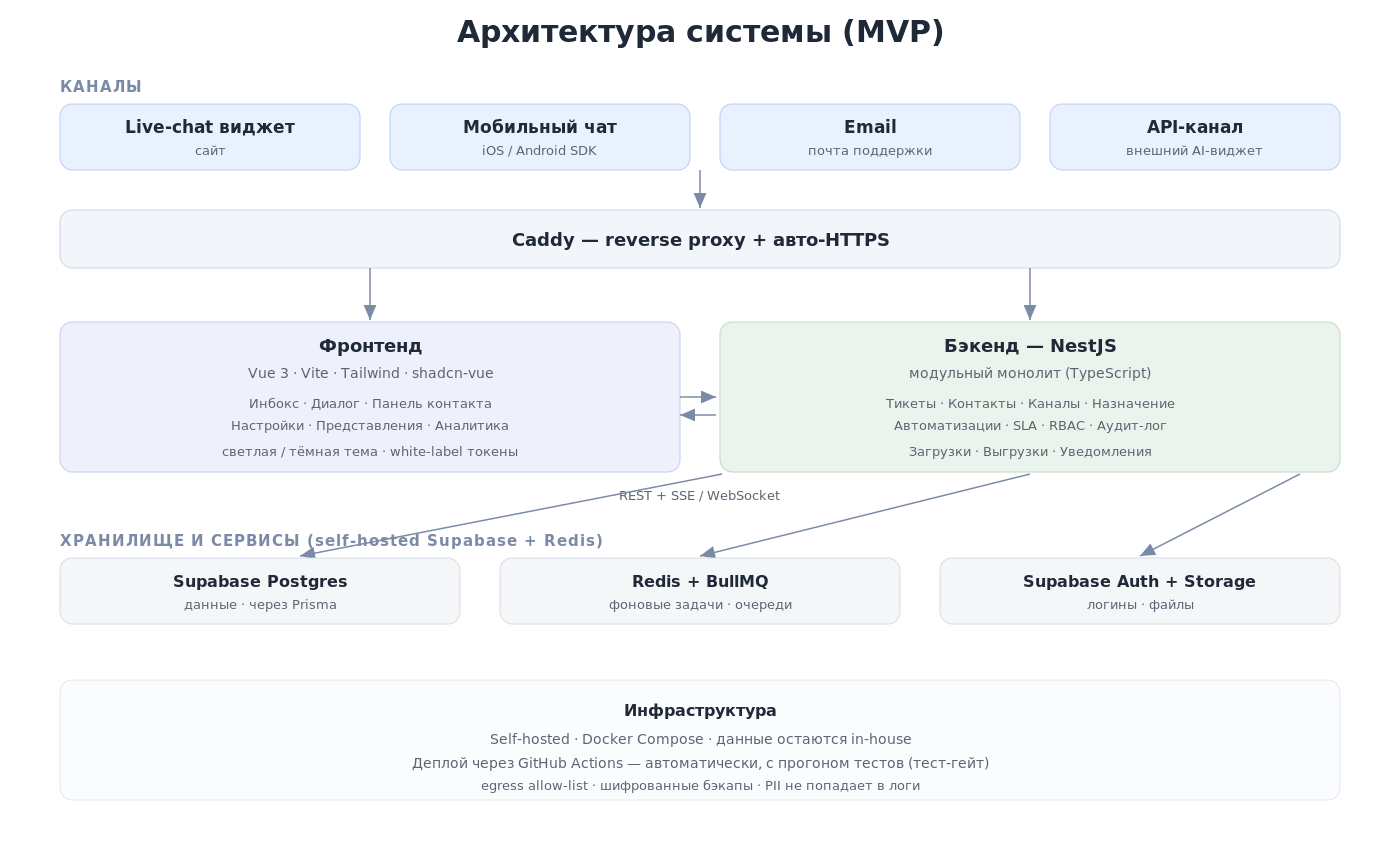 Архитектура системы (MVP)
КАНАЛЫ
Live-chat виджет
сайт
Мобильный чат
iOS / Android SDK
Email
почта поддержки
API-канал
внешний AI-виджет
Caddy — reverse proxy + авто-HTTPS
Фронтенд
Vue 3 · Vite · Tailwind · shadcn-vue
Инбокс · Диалог · Панель контакта
Настройки · Представления · Аналитика
светлая / тёмная тема · white-label токены
Бэкенд — NestJS
модульный монолит (TypeScript)
Тикеты · Контакты · Каналы · Назначение
Автоматизации · SLA · RBAC · Аудит-лог
Загрузки · Выгрузки · Уведомления
REST + SSE / WebSocket
ХРАНИЛИЩЕ И СЕРВИСЫ (self-hosted Supabase + Redis)
Supabase Postgres
данные · через Prisma
Redis + BullMQ
фоновые задачи · очереди
Supabase Auth + Storage
логины · файлы
Инфраструктура
Self-hosted · Docker Compose · данные остаются in-house
Деплой через GitHub Actions — автоматически, с прогоном тестов (тест-гейт)
egress allow-list · шифрованные бэкапы · PII не попадает в логи